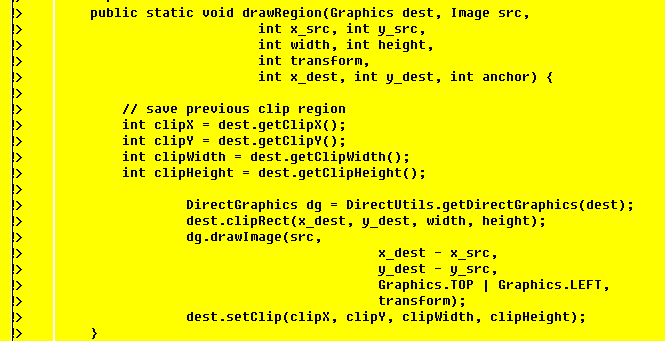 |>        public static void drawRegion(Graphics dest, Image src,
|>                             int x_src, int y_src,
|>                             int width, int height,
|>                             int transform,
|>                             int x_dest, int y_dest, int anchor) {
|>
|>            // save previous clip region
|>            int clipX = dest.getClipX();
|>            int clipY = dest.getClipY();
|>            int clipWidth = dest.getClipWidth();
|>            int clipHeight = dest.getClipHeight();
|>
|>                    DirectGraphics dg = DirectUtils.getDirectGraphics(dest);
|>                    dest.clipRect(x_dest, y_dest, width, height);
|>                    dg.drawImage(src,
|>                                            x_dest - x_src,
|>                                            y_dest - y_src,
|>                                            Graphics.TOP | Graphics.LEFT,
|>                                            transform);
|>                    dest.setClip(clipX, clipY, clipWidth, clipHeight);
|>        }